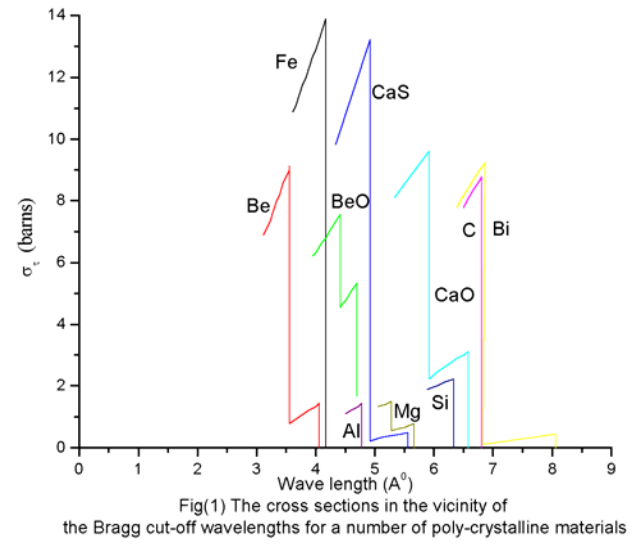 14
12
10
8
6
4
2
0
στ (barns)
Fe
CaS
Be
BeO
C
Bi
CaO
Al
Mg
Si
0 1 2 3 4 5 6 7 8 9
Wave length (A⁰)
Fig(1) The cross sections in the vicinity of
the Bragg cut-off wavelengths for a number of poly-crystalline materials